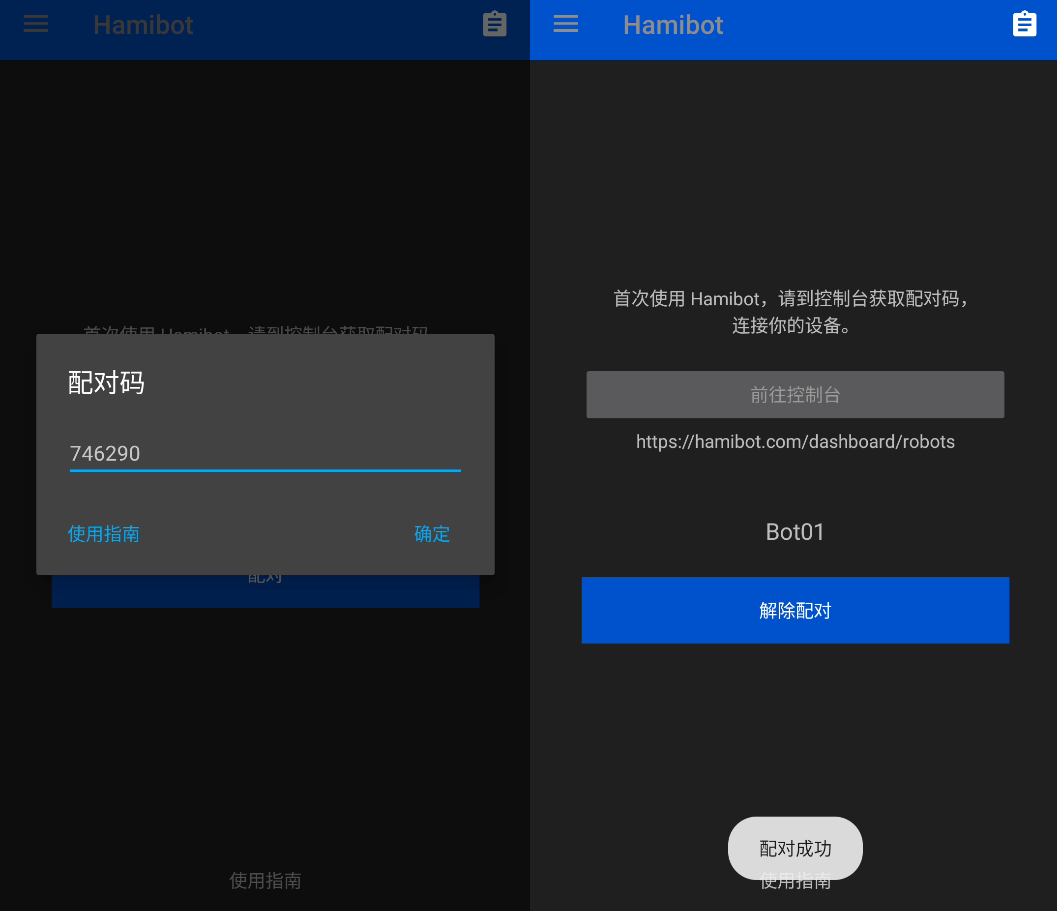 Hamibot
首次使用 Hamibot，请到控制台获取配对码
配对码
746290
使用指南
确定
配对
使用指南
Hamibot
首次使用 Hamibot，请到控制台获取配对码，
连接你的设备。
前往控制台
https://hamibot.com/dashboard/robots
Bot01
解除配对
配对成功
使用指南